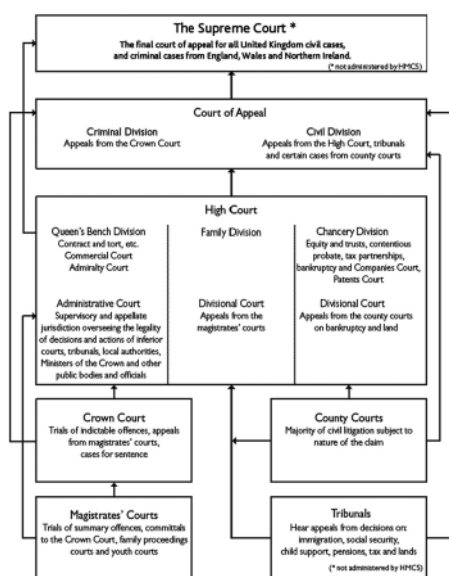 The Supreme Court *
The final court of appeal for all United Kingdom civil cases,
and criminal cases from England, Wales and Northern Ireland.
(* not administered by HMCS)
Court of Appeal
Criminal Division
Appeals from the Crown Court
Civil Division
Appeals from the High Court, tribunals
and certain cases from county courts
High Court
Queen's Bench Division
Contract and tort, etc.
Commercial Court
Admiralty Court
Administrative Court
Supervisory and appellate
jurisdiction overseeing the legality
of decisions and actions of inferior
courts, tribunals, local authorities,
Ministers of the Crown and other
public bodies and officials
Family Division
Divisional Court
Appeals from the
magistrates' courts
Chancery Division
Equity and trusts, contentious
probate, tax partnerships,
bankruptcy and Companies Court,
Patents Court
Divisional Court
Appeals from the county courts
on bankruptcy and land
Crown Court
Trials of indictable offences, appeals
from magistrates' courts,
cases for sentence
County Courts
Majority of civil litigation subject to
nature of the claim
Magistrates' Courts
Trials of summary offences, committals
to the Crown Court, family proceedings
courts and youth courts
Tribunals
Hear appeals from decisions on:
immigration, social security,
child support, pensions, tax and lands
(* not administered by HMCS)